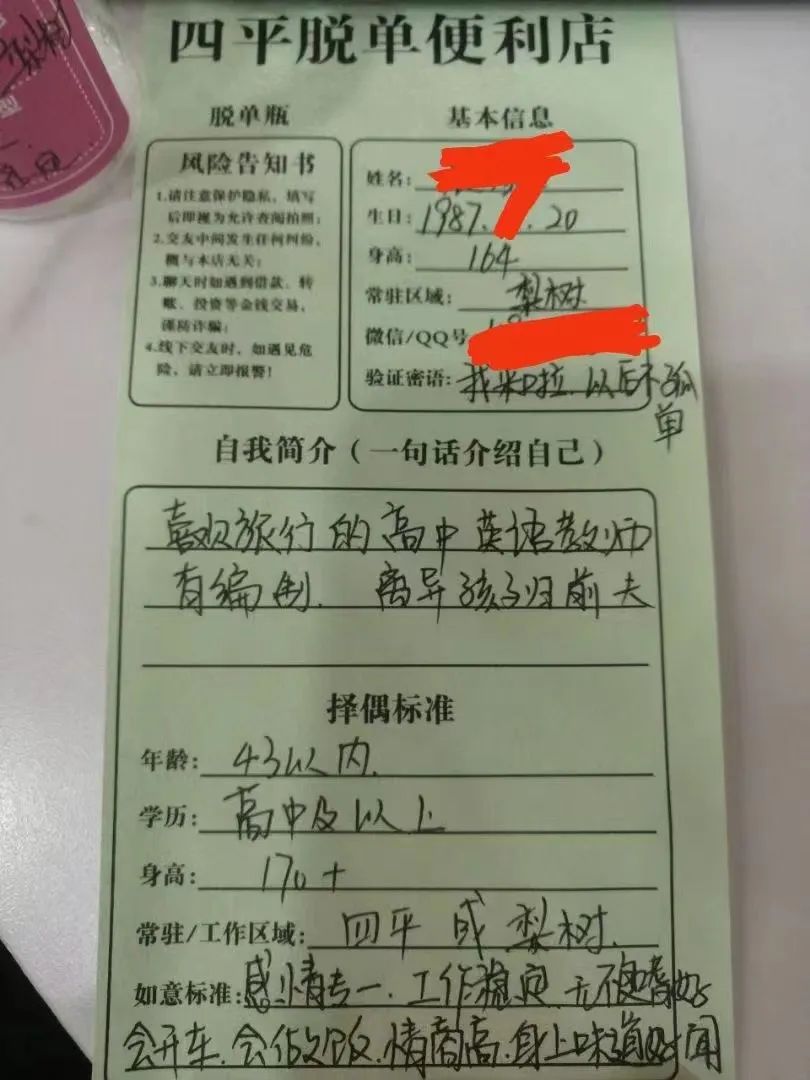 梨树
型
四平脱单便利店
脱单瓶
风险告知书
1.请注意保护隐私，填写
后即视为允许查阅拍照；
2.交友中间发生任何纠纷，
概与本店无关；
3.聊天时如遇到借款、转
账、投资等金钱交易，
谨防诈骗；
4.线下交友时，如遇见危
险，请立即报警！
基本信息
姓名：
生日：1987. .20
身高：164
常驻区域：梨树
微信/QQ号
验证密语：我来啦.以后不孤
单
自我简介（一句话介绍自己）
喜欢旅行的高中英语教师
有编制. 离异孩子归前夫
择偶标准
年龄：43以内.
学历：高中及以上
身高：170+
常驻/工作区域：四平 或 梨树.
如意标准：感情专一.工作稳定.无不良嗜好
会开车.会做饭.情商高.身上味道好闻